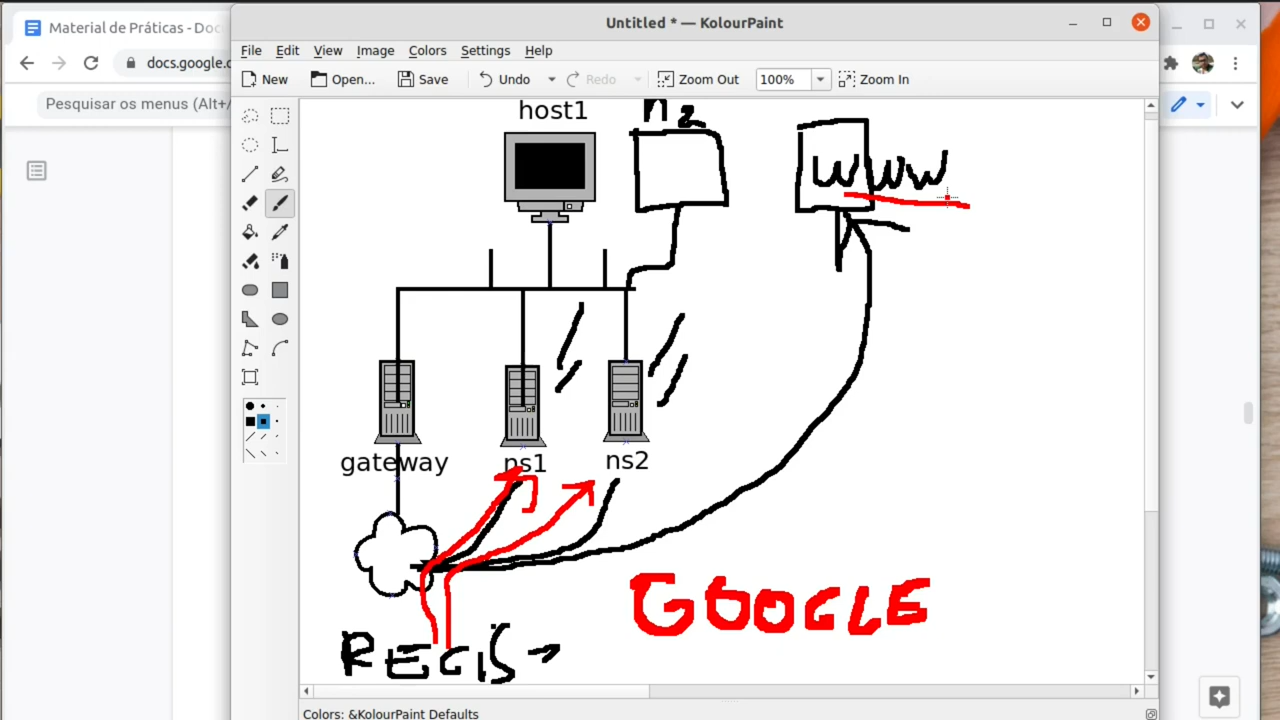 Untitled * — KolourPaint
Material de Práticas - Doc
docs.google.c
File Edit View Image Colors Settings Help
New Open... Save Undo Redo Zoom Out 100% Zoom In
Pesquisar os menus (Alt+/
host1
n2
www
gateway ns1 ns2
GOOGLE
REGIS
Colors: &KolourPaint Defaults